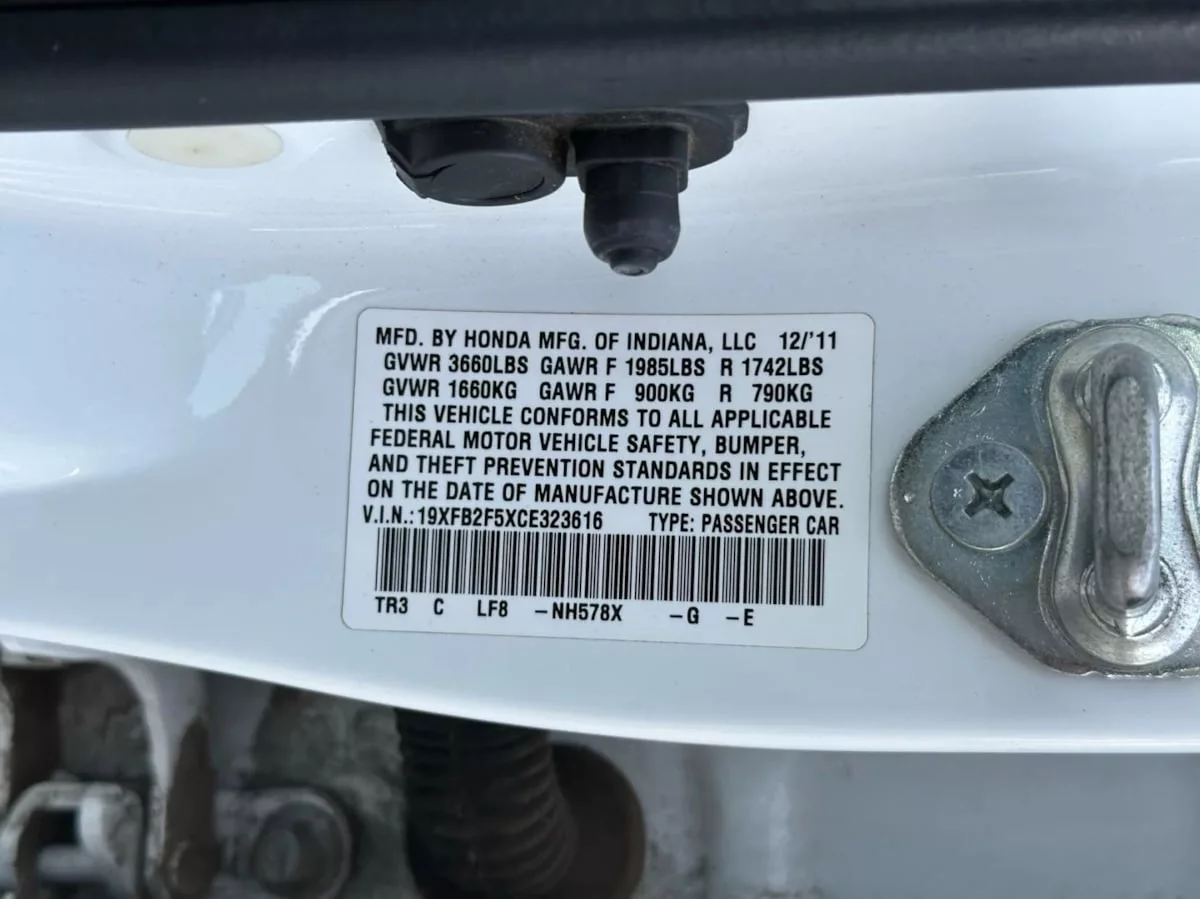 MFD. BY HONDA MFG. OF INDIANA, LLC 12/'11
GVWR 3660LBS GAWR F 1985LBS R 1742LBS
GVWR 1660KG GAWR F 900KG R 790KG
THIS VEHICLE CONFORMS TO ALL APPLICABLE
FEDERAL MOTOR VEHICLE SAFETY, BUMPER,
AND THEFT PREVENTION STANDARDS IN EFFECT
ON THE DATE OF MANUFACTURE SHOWN ABOVE.
V.I.N.:19XFB2F5XCE323616 TYPE: PASSENGER CAR
TR3 C LF8 -NH578X -G -E